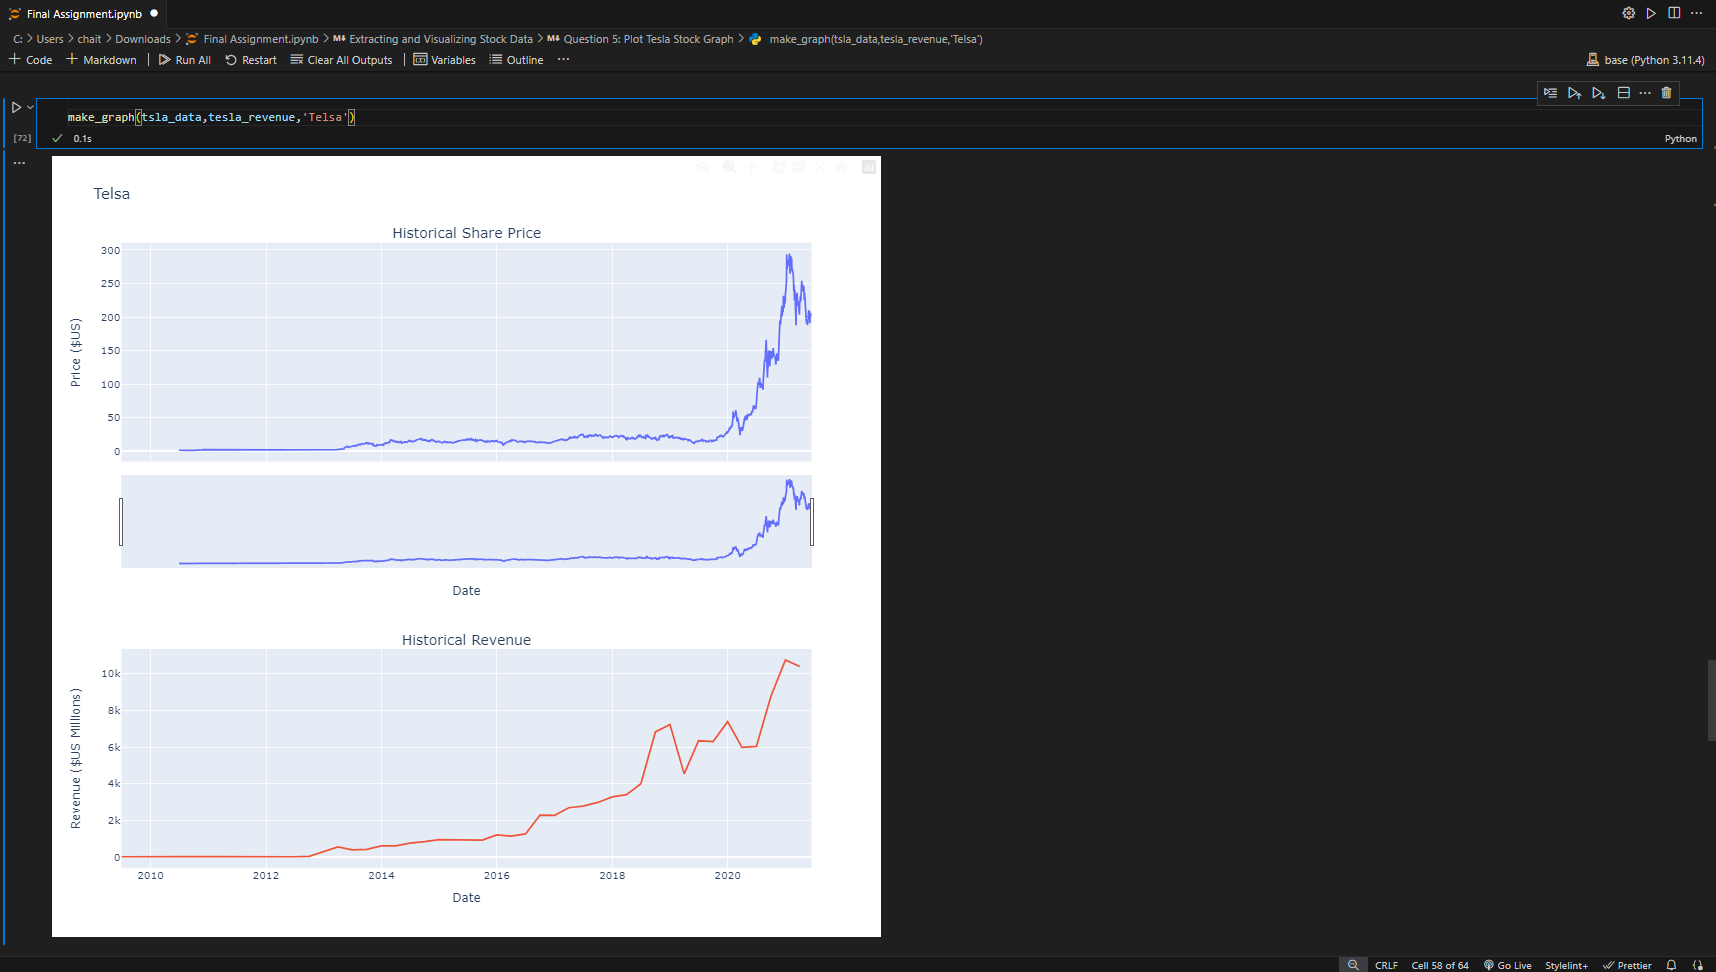 Final Assignment.ipynb
C: > Users > chait > Downloads > Final Assignment.ipynb > M↓ Extracting and Visualizing Stock Data > M↓ Question 5: Plot Tesla Stock Graph > make_graph(tsla_data,tesla_revenue,'Telsa')
+ Code + Markdown | Run All Restart Clear All Outputs | Variables Outline ...
base (Python 3.11.4)
make_graph(tsla_data,tesla_revenue,'Telsa')
[72] 0.1s Python
Telsa
Historical Share Price
300
250
200
150
100
50
0
Price ($US)
Date
Historical Revenue
10k
8k
6k
4k
2k
0
Revenue ($US Millions)
2010 2012 2014 2016 2018 2020
Date
CRLF Cell 58 of 64 Go Live Stylelint+ Prettier